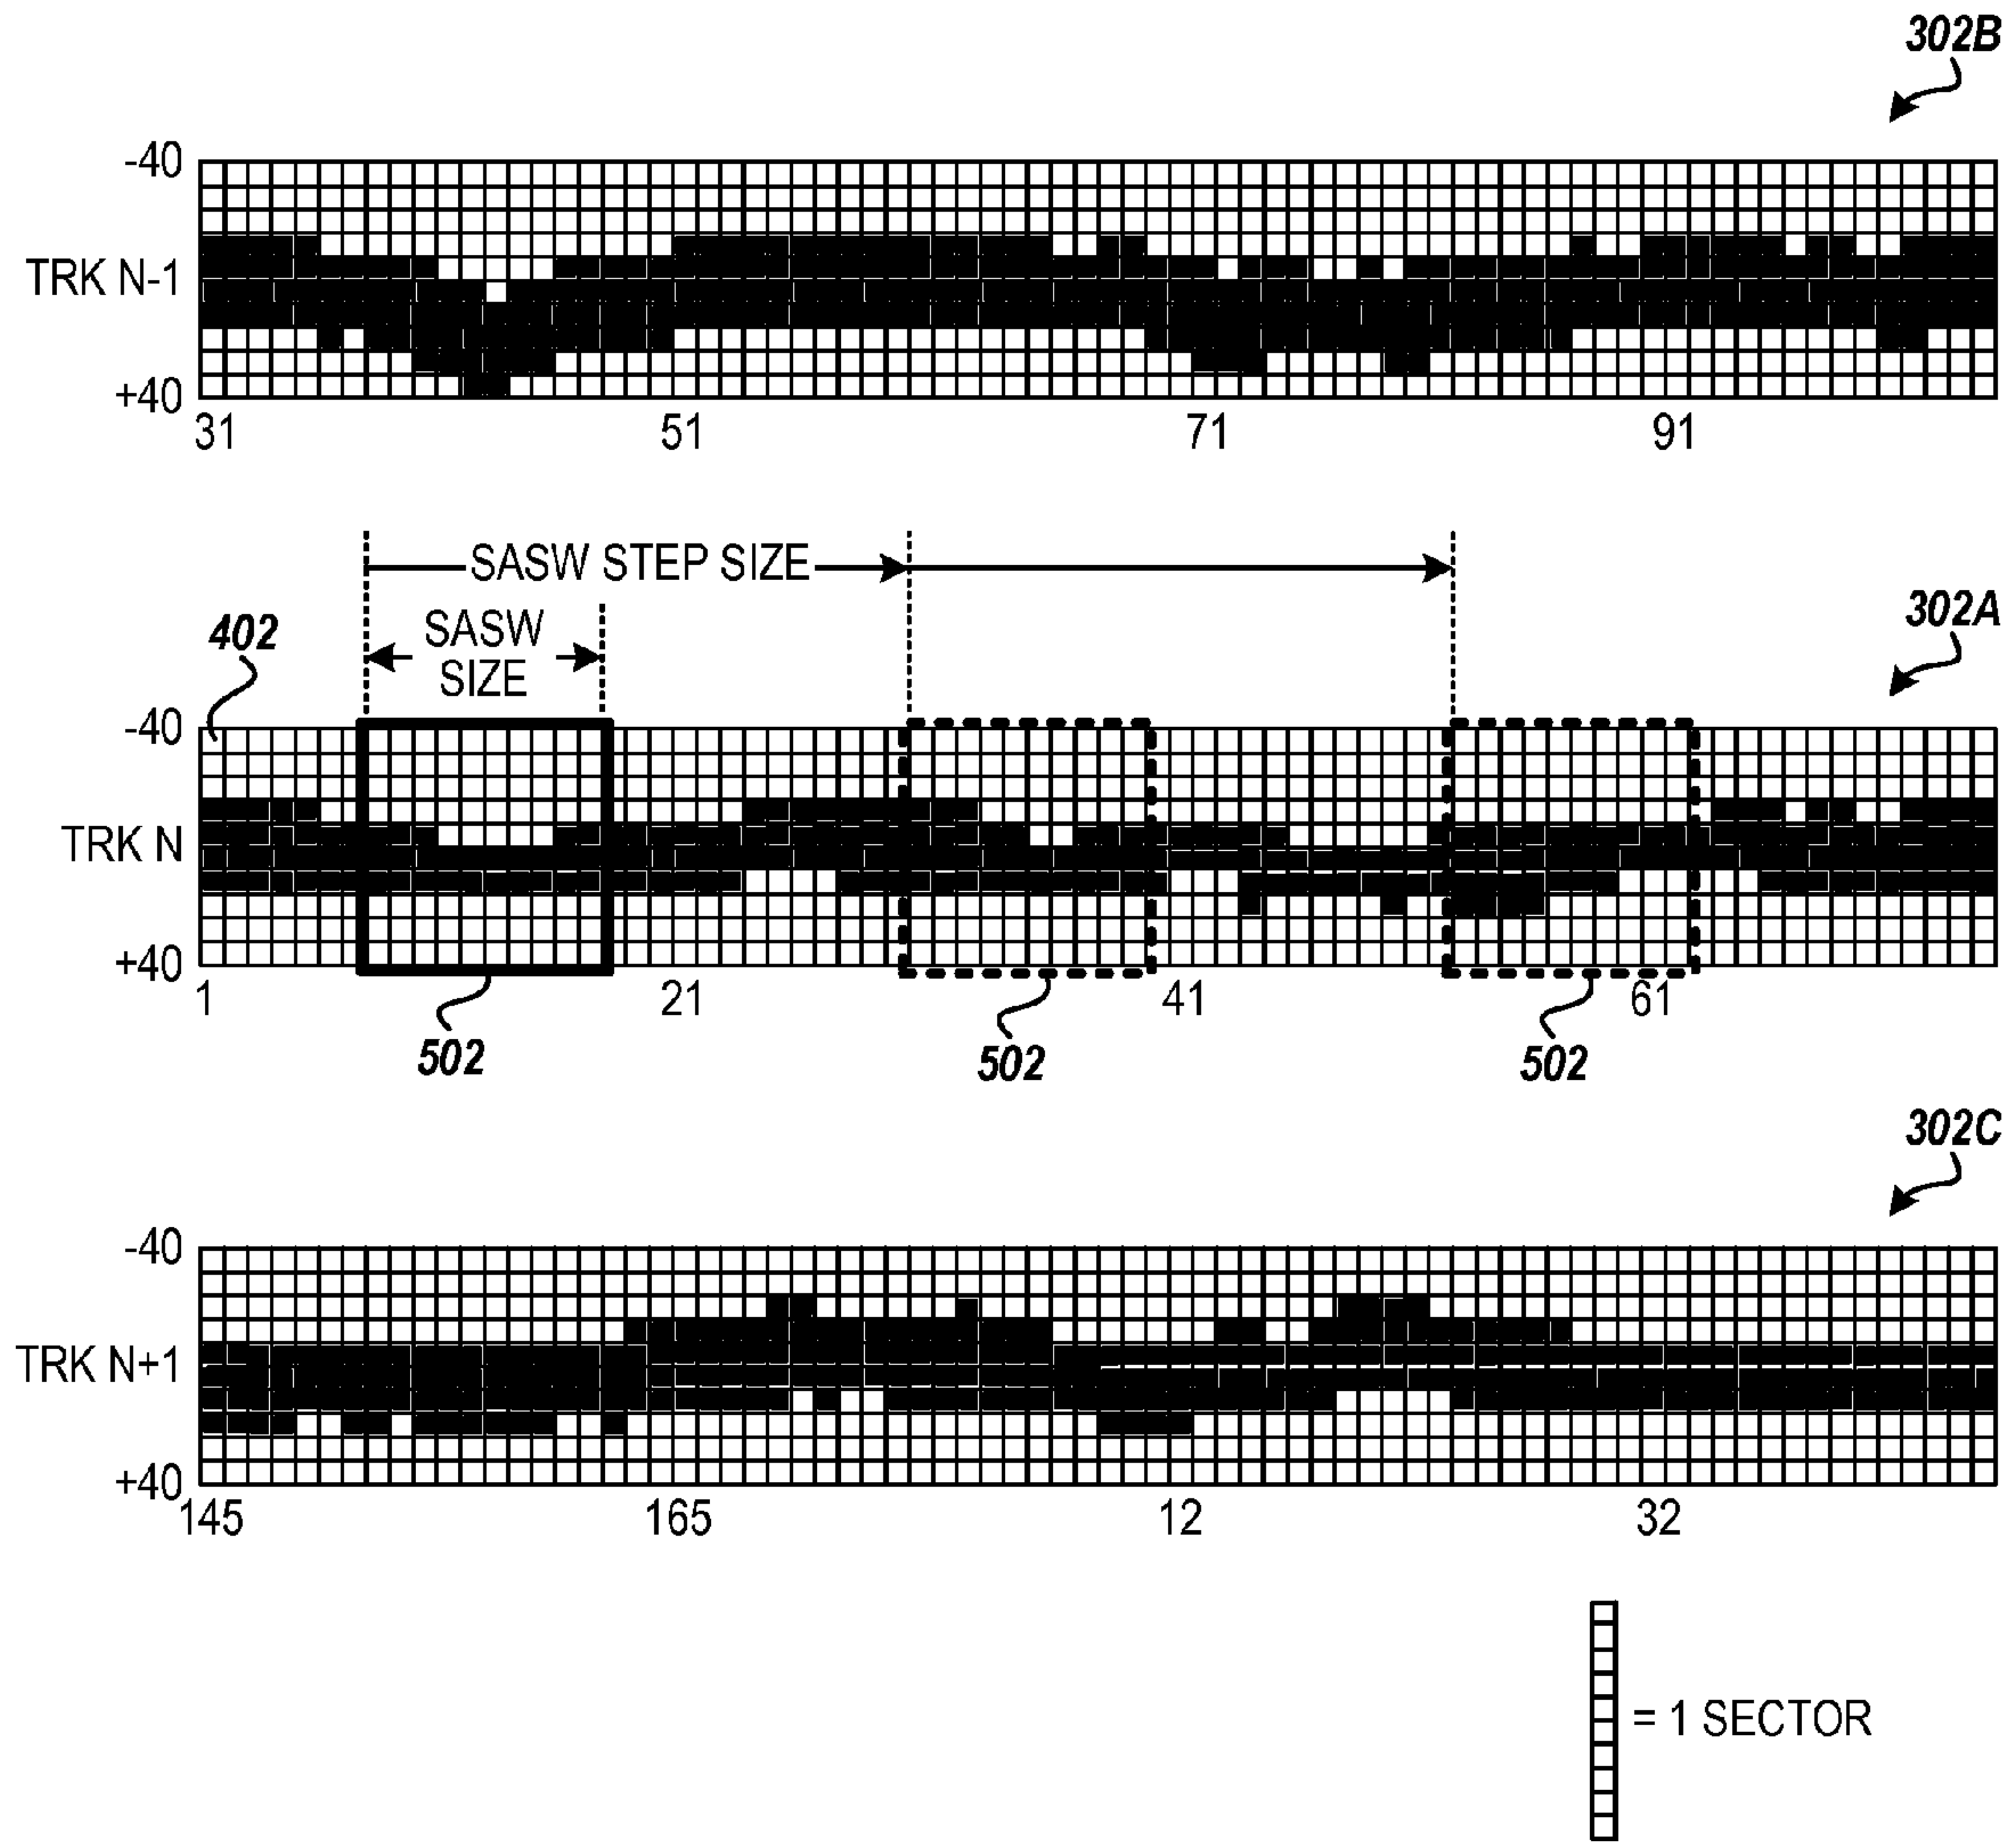 302B
-40
TRK N-1
+40
31 51 71 91
SASW STEP SIZE
SASW
SIZE
402
302A
-40
TRK N
+40
1 21 41 61
502 502 502
302C
-40
TRK N+1
+40
145 165 12 32
= 1 SECTOR